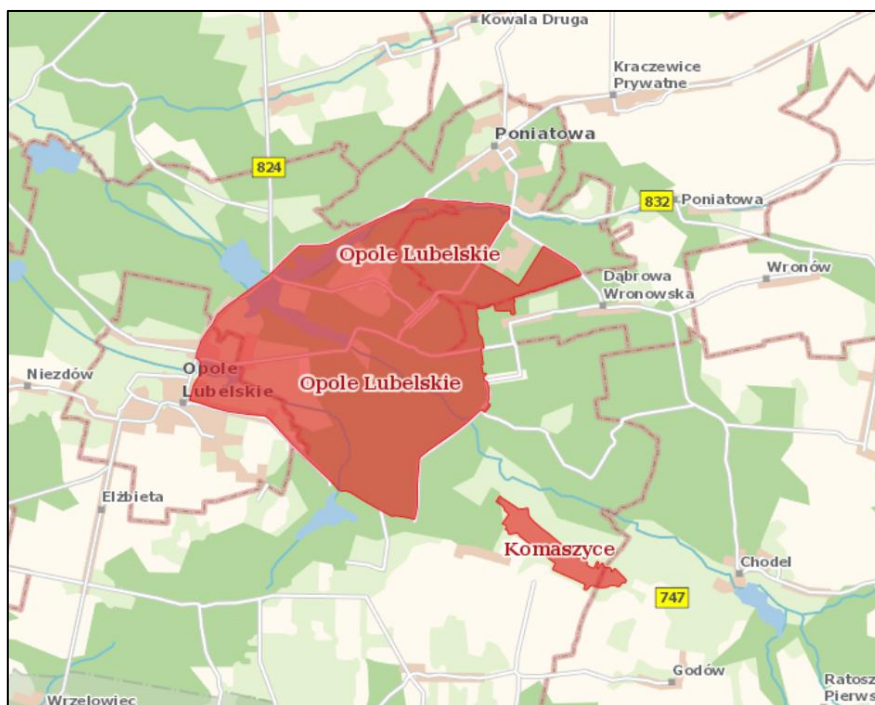 Kowala Druga
Kraczewice
Prywatne
Poniatowa
824
832
Poniatowa
Opole Lubelskie
Dąbrowa
Wronowska
Wronów
Opole
Lubelskie
Opole Lubelskie
Niezdów
Elżbieta
Komaszyce
Chodel
747
Godów
Ratosz
Pierws
Wrzelowiec